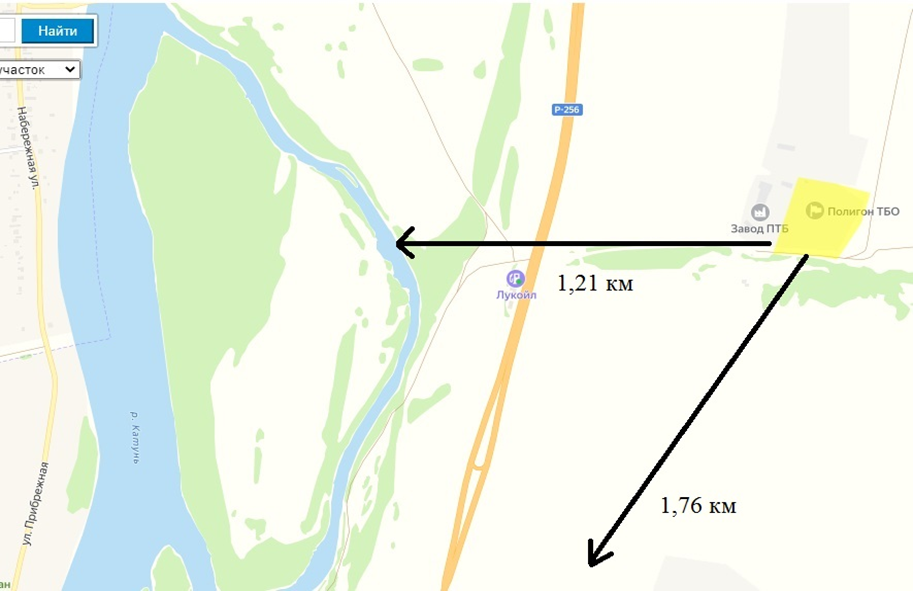 Найти
участок
Набережная ул.
Р-256
Полигон ТБО
Завод ПТБ
1,21 км
Лукойл
р. Катунь
ул. Прибрежная
1,76 км